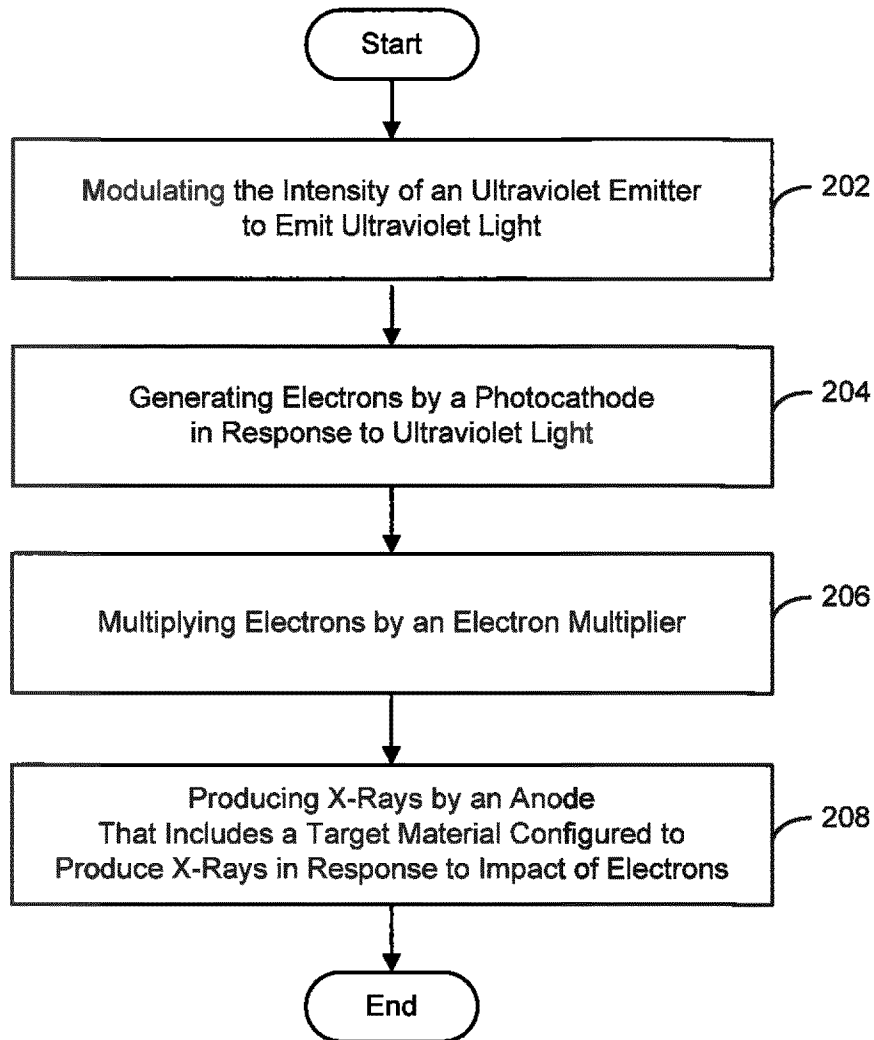 Start
Modulating the Intensity of an Ultraviolet Emitter
to Emit Ultraviolet Light
202
Generating Electrons by a Photocathode
in Response to Ultraviolet Light
204
Multiplying Electrons by an Electron Multiplier
206
Producing X-Rays by an Anode
That Includes a Target Material Configured to
Produce X-Rays in Response to Impact of Electrons
208
End